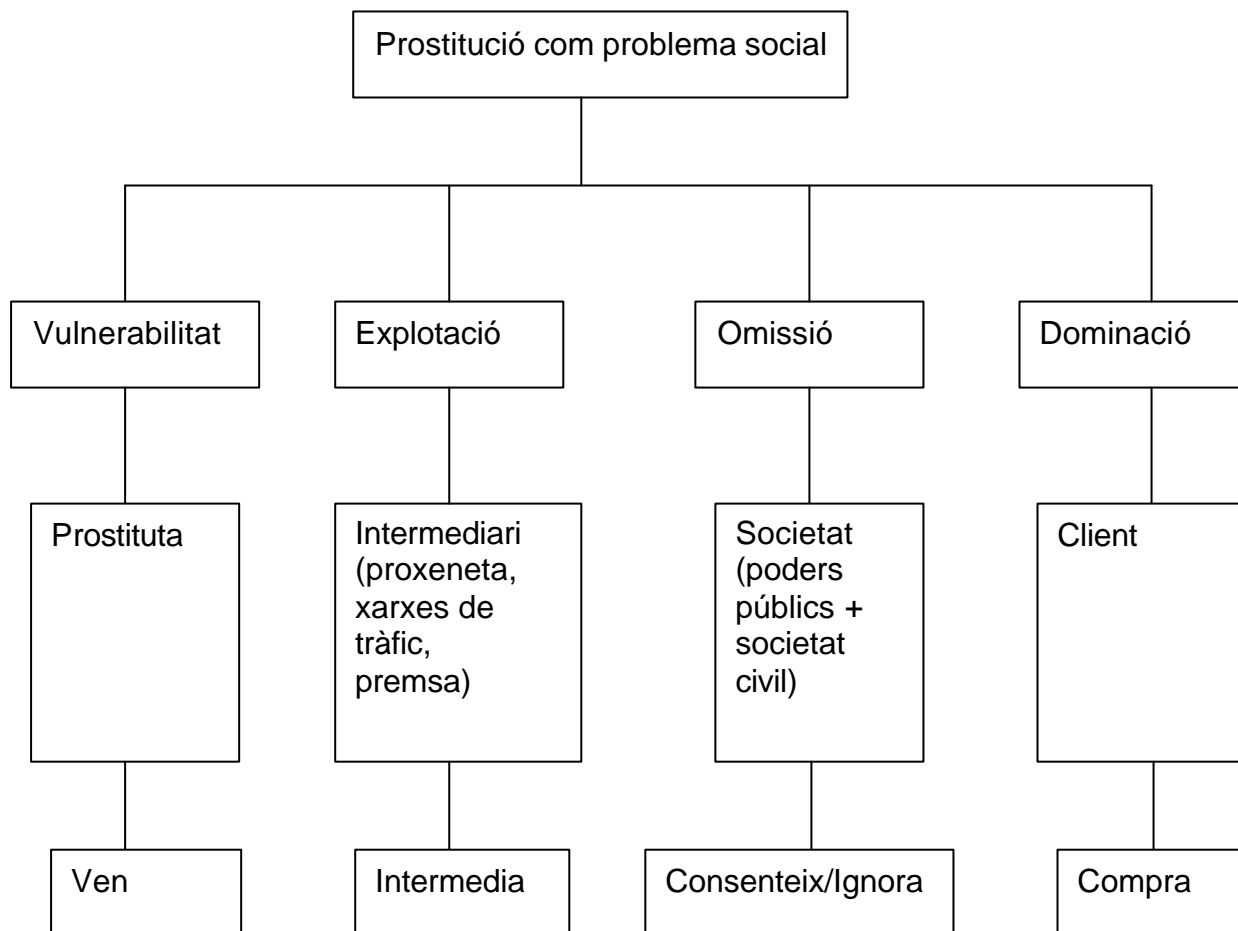 Prostitució com problema social
Vulnerabilitat
Explotació
Omissió
Dominació
Prostituta
Intermediari
(proxeneta,
xarxes de
tràfic,
premsa)
Societat
(poders
públics +
societat
civil)
Client
Ven
Intermedia
Consenteix/Ignora
Compra